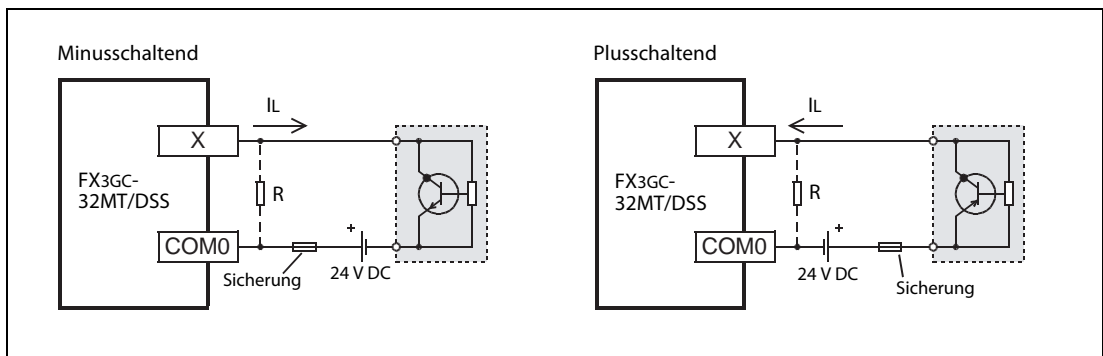 Minusschaltend
IL
X
FX3GC-
32MT/DSS
R
COM0
+
24 V DC
Sicherung
Plusschaltend
IL
X
FX3GC-
32MT/DSS
R
COM0
+
24 V DC
Sicherung